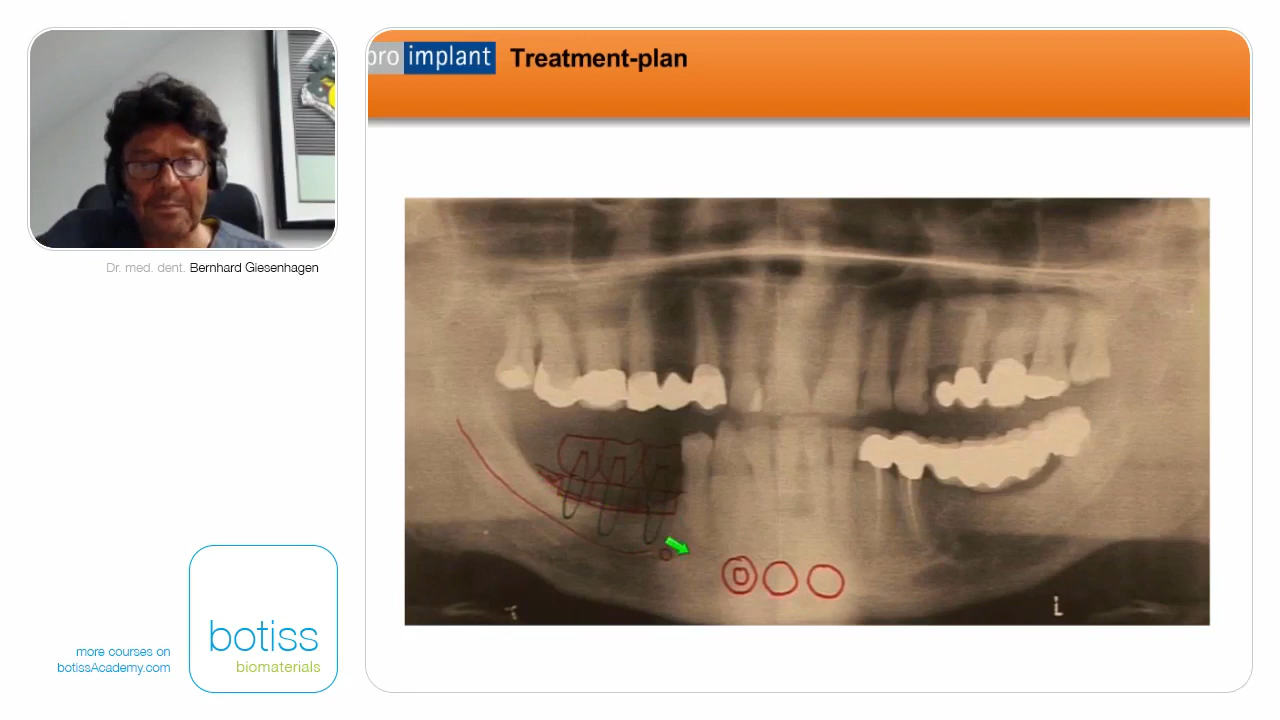 pro implant Treatment-plan
Dr. med. dent. Bernhard Giesenhagen
L
more courses on
botissAcademy.com
botiss
biomaterials